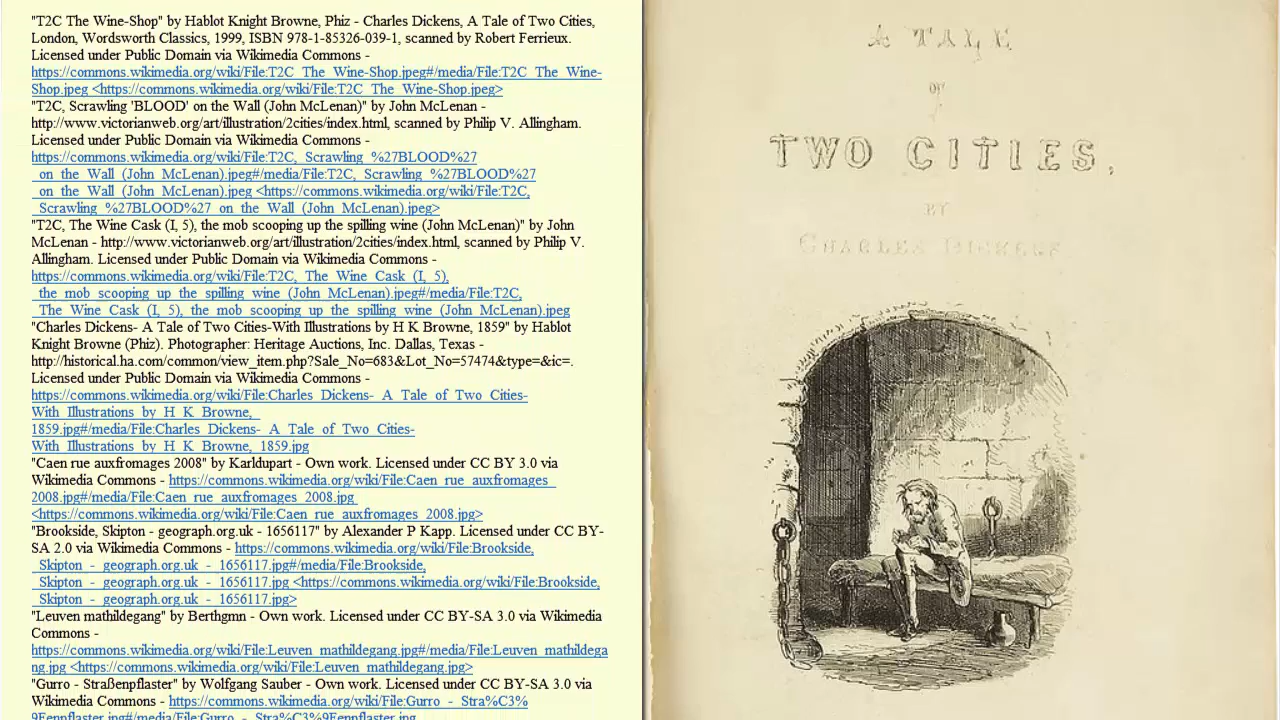 "T2C The Wine-Shop" by Hablot Knight Browne, Phiz - Charles Dickens, A Tale of Two Cities,
London, Wordsworth Classics, 1999, ISBN 978-1-85326-039-1, scanned by Robert Ferrieux.
Licensed under Public Domain via Wikimedia Commons -
https://commons.wikimedia.org/wiki/File:T2C_The_Wine-Shop.jpeg#/media/File:T2C_The_Wine-
Shop.jpeg <https://commons.wikimedia.org/wiki/File:T2C_The_Wine-Shop.jpeg>
"T2C, Scrawling 'BLOOD' on the Wall (John McLenan)" by John McLenan -
http://www.victorianweb.org/art/illustration/2cities/index.html, scanned by Philip V. Allingham.
Licensed under Public Domain via Wikimedia Commons -
https://commons.wikimedia.org/wiki/File:T2C,_Scrawling_%27BLOOD%27
_on_the_Wall_(John_McLenan).jpeg#/media/File:T2C,_Scrawling_%27BLOOD%27
_on_the_Wall_(John_McLenan).jpeg <https://commons.wikimedia.org/wiki/File:T2C,
_Scrawling_%27BLOOD%27_on_the_Wall_(John_McLenan).jpeg>
"T2C, The Wine Cask (I, 5), the mob scooping up the spilling wine (John McLenan)" by John
McLenan - http://www.victorianweb.org/art/illustration/2cities/index.html, scanned by Philip V.
Allingham. Licensed under Public Domain via Wikimedia Commons -
https://commons.wikimedia.org/wiki/File:T2C,_The_Wine_Cask_(I,_5),
_the_mob_scooping_up_the_spilling_wine_(John_McLenan).jpeg#/media/File:T2C,
_The_Wine_Cask_(I,_5),_the_mob_scooping_up_the_spilling_wine_(John_McLenan).jpeg
"Charles Dickens- A Tale of Two Cities-With Illustrations by H K Browne, 1859" by Hablot
Knight Browne (Phiz). Photographer: Heritage Auctions, Inc. Dallas, Texas -
http://historical.ha.com/common/view_item.php?Sale_No=683&Lot_No=57474&type=&ic=.
Licensed under Public Domain via Wikimedia Commons -
https://commons.wikimedia.org/wiki/File:Charles_Dickens-_A_Tale_of_Two_Cities-
With_Illustrations_by_H_K_Browne,_
1859.jpg#/media/File:Charles_Dickens-_A_Tale_of_Two_Cities-
With_Illustrations_by_H_K_Browne,_1859.jpg
"Caen rue auxfromages 2008" by Karldupart - Own work. Licensed under CC BY 3.0 via
Wikimedia Commons - https://commons.wikimedia.org/wiki/File:Caen_rue_auxfromages_
2008.jpg#/media/File:Caen_rue_auxfromages_2008.jpg
<https://commons.wikimedia.org/wiki/File:Caen_rue_auxfromages_2008.jpg>
"Brookside, Skipton - geograph.org.uk - 1656117" by Alexander P Kapp. Licensed under CC BY-
SA 2.0 via Wikimedia Commons - https://commons.wikimedia.org/wiki/File:Brookside,
_Skipton_-_geograph.org.uk_-_1656117.jpg#/media/File:Brookside,
_Skipton_-_geograph.org.uk_-_1656117.jpg <https://commons.wikimedia.org/wiki/File:Brookside,
_Skipton_-_geograph.org.uk_-_1656117.jpg>
"Leuven mathildegang" by Berthgmn - Own work. Licensed under CC BY-SA 3.0 via Wikimedia
Commons -
https://commons.wikimedia.org/wiki/File:Leuven_mathildegang.jpg#/media/File:Leuven_mathildega
ng.jpg <https://commons.wikimedia.org/wiki/File:Leuven_mathildegang.jpg>
"Gurro - Straßenpflaster" by Wolfgang Sauber - Own work. Licensed under CC BY-SA 3.0 via
Wikimedia Commons - https://commons.wikimedia.org/wiki/File:Gurro_-_Stra%C3%
9Fenpflaster.jpg#/media/File:Gurro_-_Stra%C3%9Fenpflaster.jpg
A TALE
OF
TWO CITIES,
BY
CHARLES DICKENS